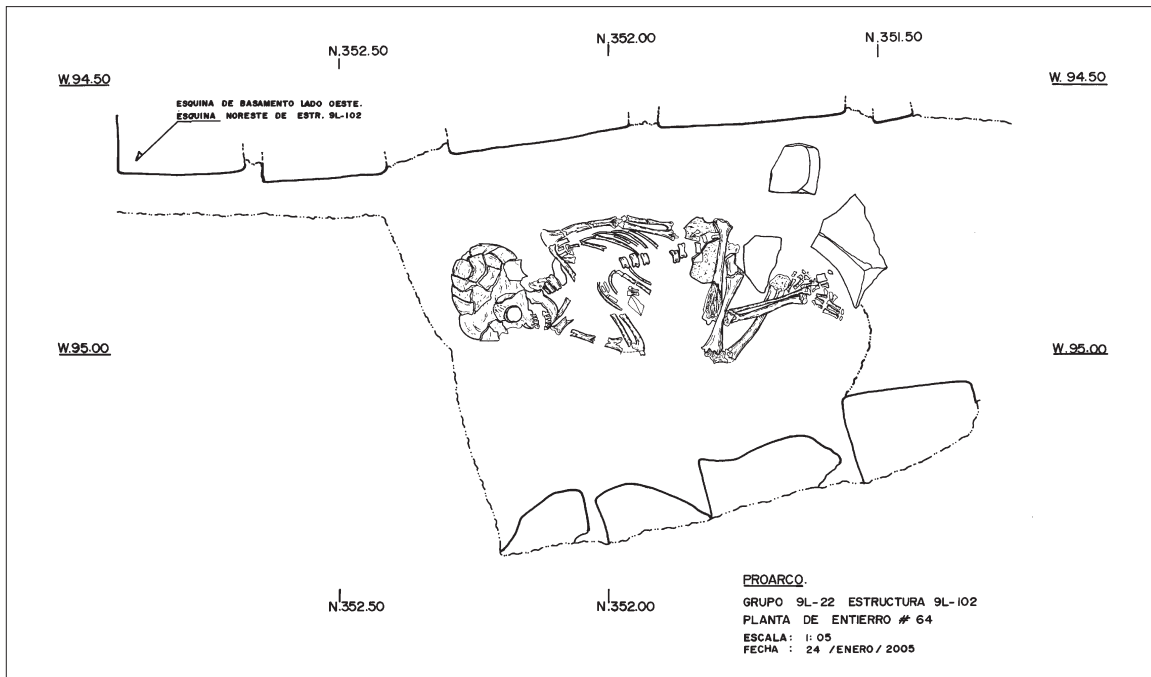 N.352.50 N.352.00 N.351.50
W.94.50 W. 94.50
ESQUINA DE BASAMENTO LADO OESTE.
ESQUINA NORESTE DE ESTR. 9L-102
W.95.00 W.95.00
N.352.50 N.352.00
PROARCO.
GRUPO 9L-22 ESTRUCTURA 9L-102
PLANTA DE ENTIERRO # 64
ESCALA: 1: 05
FECHA : 24 /ENERO/ 2005